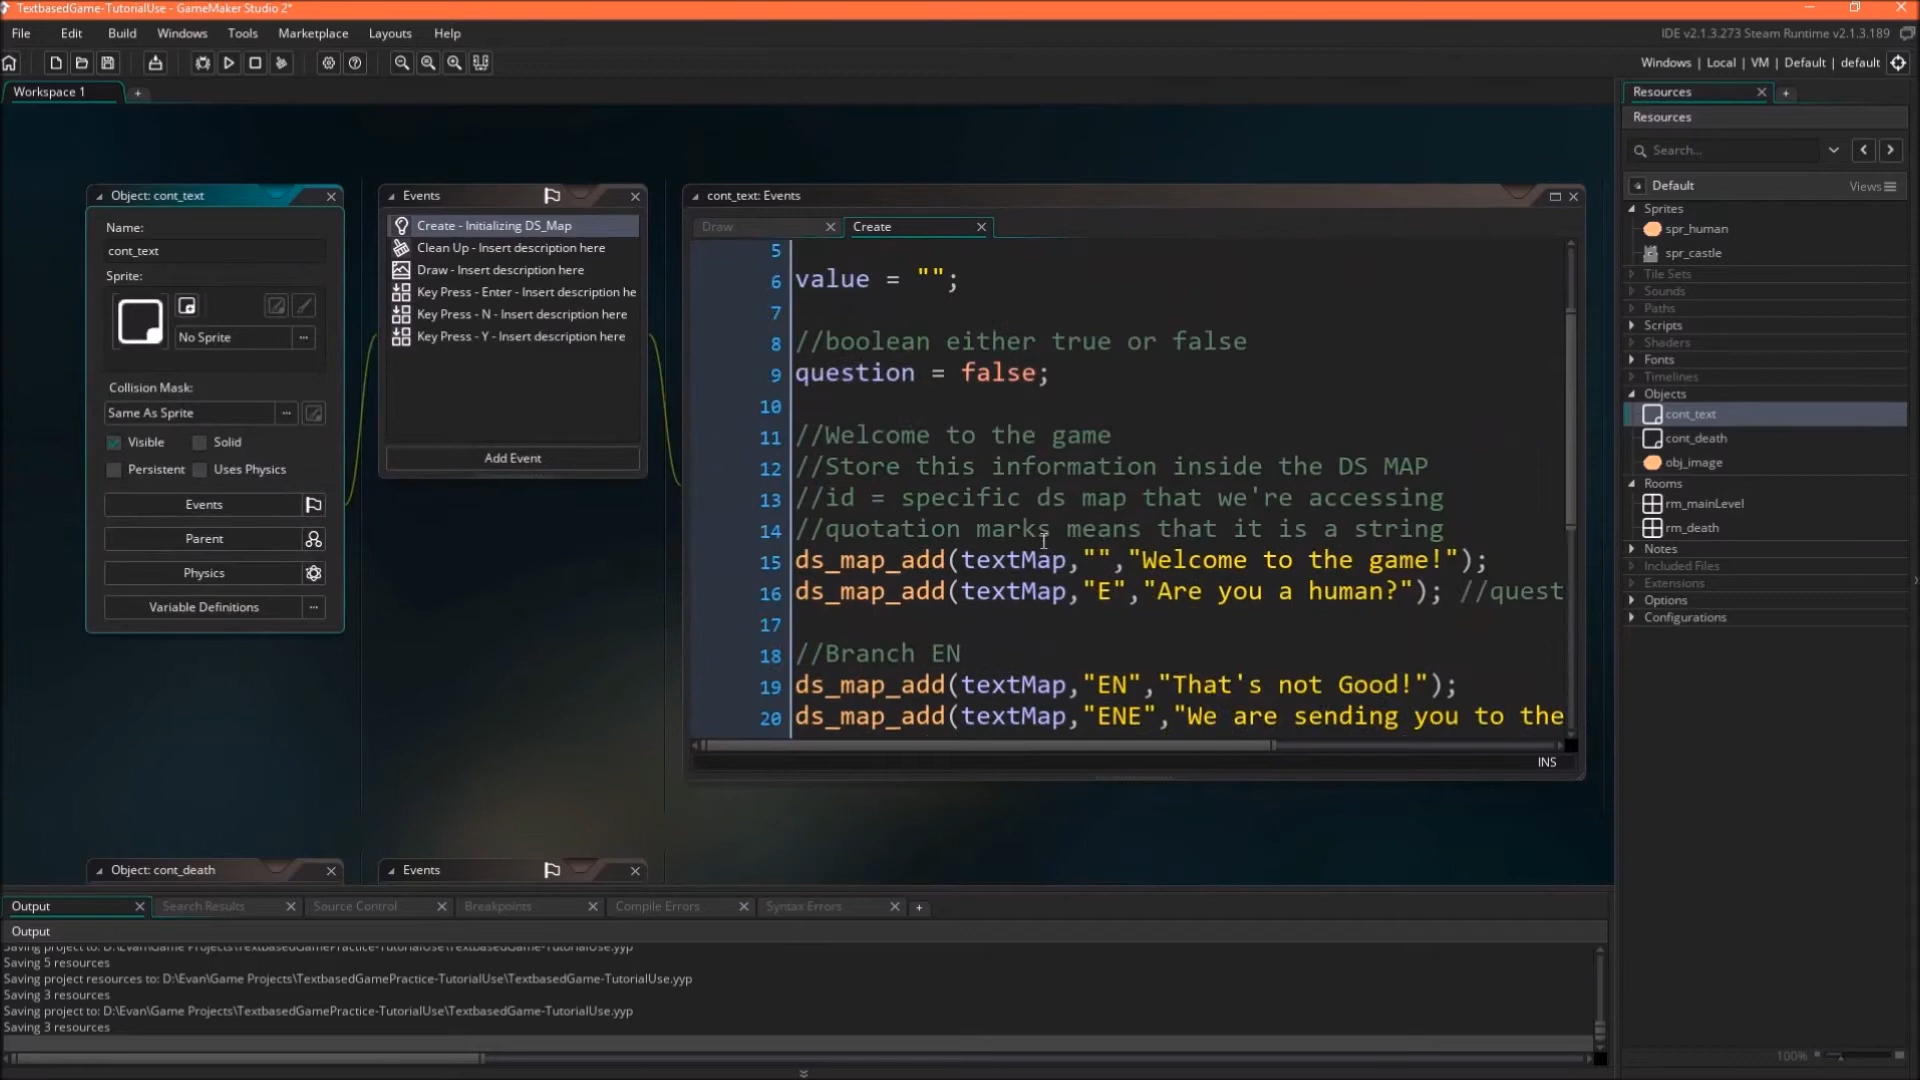 TextbasedGame-TutorialUse - GameMaker Studio 2*
File Edit Build Windows Tools Marketplace Layouts Help
IDE v2.1.3.273 Steam Runtime v2.1.3.189
Windows | Local | VM | Default | default
Workspace 1
Object: cont_text
Name:
cont_text
Sprite:
No Sprite
...
Collision Mask:
Same As Sprite
...
Visible
Solid
Persistent
Uses Physics
Events
Parent
Physics
Variable Definitions
...
Events
Create - Initializing DS_Map
Clean Up - Insert description here
Draw - Insert description here
Key Press - Enter - Insert description he
Key Press - N - Insert description here
Key Press - Y - Insert description here
Add Event
cont_text: Events
Draw
Create
5
6 value = "";
7
8 //boolean either true or false
9 question = false;
10
11 //Welcome to the game
12 //Store this information inside the DS MAP
13 //id = specific ds map that we're accessing
14 //quotation marks means that it is a string
15 ds_map_add(textMap,"","Welcome to the game!");
16 ds_map_add(textMap,"E","Are you a human?"); //quest
17
18 //Branch EN
19 ds_map_add(textMap,"EN","That's not Good!");
20 ds_map_add(textMap,"ENE","We are sending you to the
INS
Object: cont_death
Events
Output
Search Results
Source Control
Breakpoints
Compile Errors
Syntax Errors
Output
Saving project to: D:\Evan\Game Projects\TextbasedGamePractice-TutorialUse\TextbasedGame-TutorialUse.yyp
Saving 5 resources
Saving project resources to: D:\Evan\Game Projects\TextbasedGamePractice-TutorialUse\TextbasedGame-TutorialUse.yyp
Saving 3 resources
Saving project to: D:\Evan\Game Projects\TextbasedGamePractice-TutorialUse\TextbasedGame-TutorialUse.yyp
Saving 3 resources
Resources
Resources
Search...
Default
Views
Sprites
spr_human
spr_castle
Tile Sets
Sounds
Paths
Scripts
Shaders
Fonts
Timelines
Objects
cont_text
cont_death
obj_image
Rooms
rm_mainLevel
rm_death
Notes
Included Files
Extensions
Options
Configurations
100%